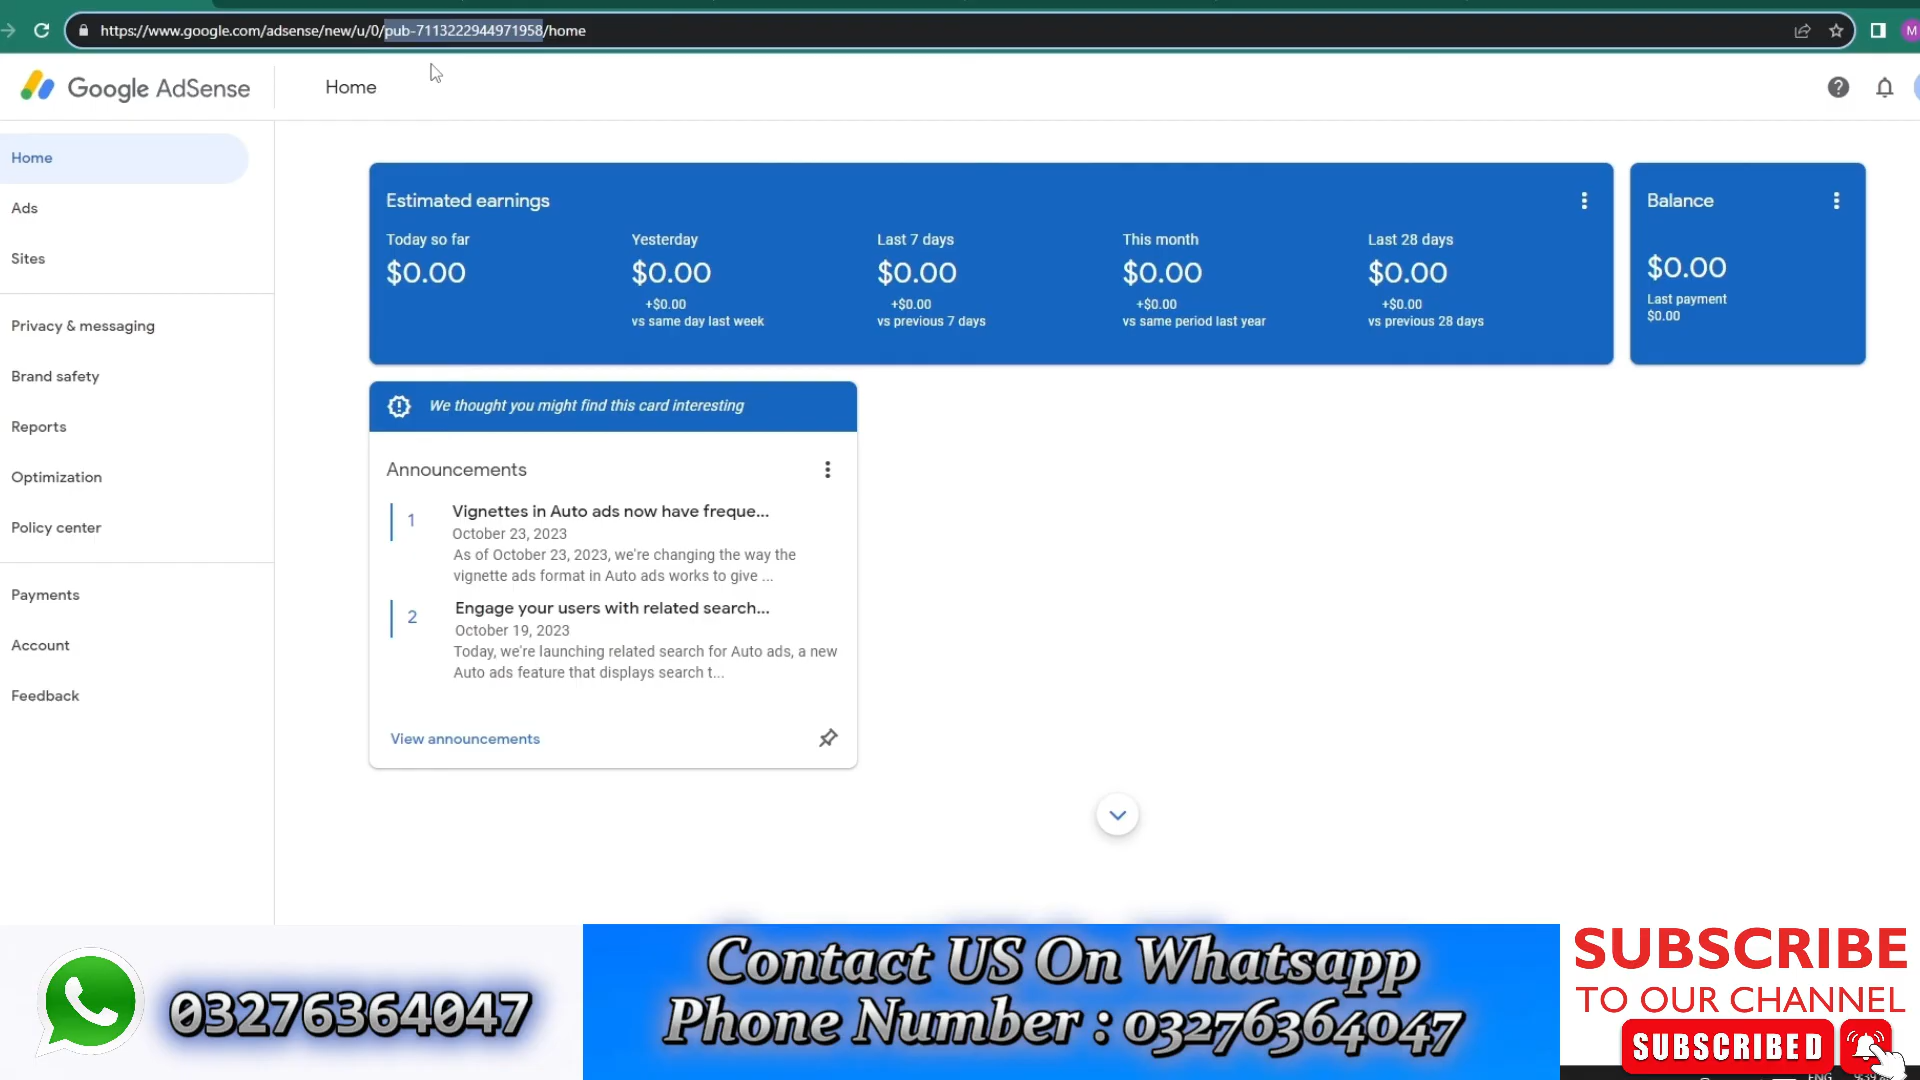 https://www.google.com/adsense/new/u/0/pub-7113222944971958/home
M
Google AdSense
Home
Home
Ads
Sites
Privacy & messaging
Brand safety
Reports
Optimization
Policy center
Payments
Account
Feedback
Estimated earnings
Today so far
$0.00
Yesterday
$0.00
+$0.00
vs same day last week
Last 7 days
$0.00
+$0.00
vs previous 7 days
This month
$0.00
+$0.00
vs same period last year
Last 28 days
$0.00
+$0.00
vs previous 28 days
Balance
$0.00
Last payment
$0.00
We thought you might find this card interesting
Announcements
1
Vignettes in Auto ads now have freque...
October 23, 2023
As of October 23, 2023, we're changing the way the
vignette ads format in Auto ads works to give ...
2
Engage your users with related search...
October 19, 2023
Today, we're launching related search for Auto ads, a new
Auto ads feature that displays search t...
View announcements
03276364047
Contact US On Whatsapp
Phone Number : 03276364047
SUBSCRIBE
TO OUR CHANNEL
SUBSCRIBED
ENG